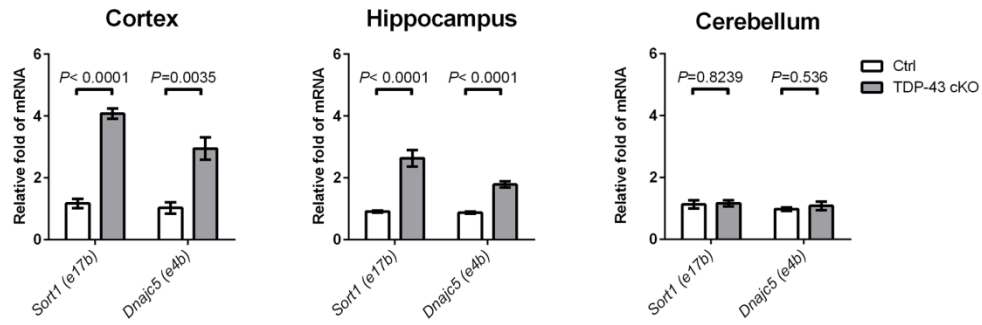 Cortex
Relative fold of mRNA
6
4
2
0
P< 0.0001
P=0.0035
Sort1 (e17b)
Dnajc5 (e4b)
Hippocampus
Relative fold of mRNA
6
4
2
0
P< 0.0001
P< 0.0001
Sort1 (e17b)
Dnajc5 (e4b)
Cerebellum
Relative fold of mRNA
6
4
2
0
P=0.8239
P=0.536
Sort1 (e17b)
Dnajc5 (e4b)
Ctrl
TDP-43 cKO